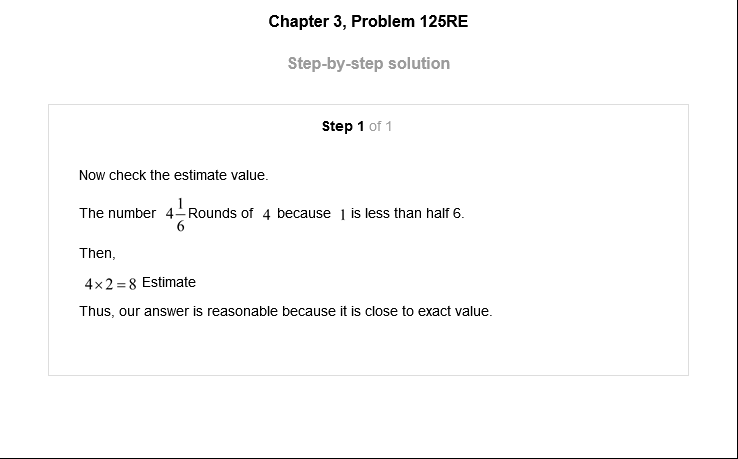 Chapter 3, Problem 125RE
Step-by-step solution
Step 1 of 1
Now check the estimate value.
The number 4 1/6 Rounds of 4 because 1 is less than half 6.
Then,
4×2=8 Estimate
Thus, our answer is reasonable because it is close to exact value.